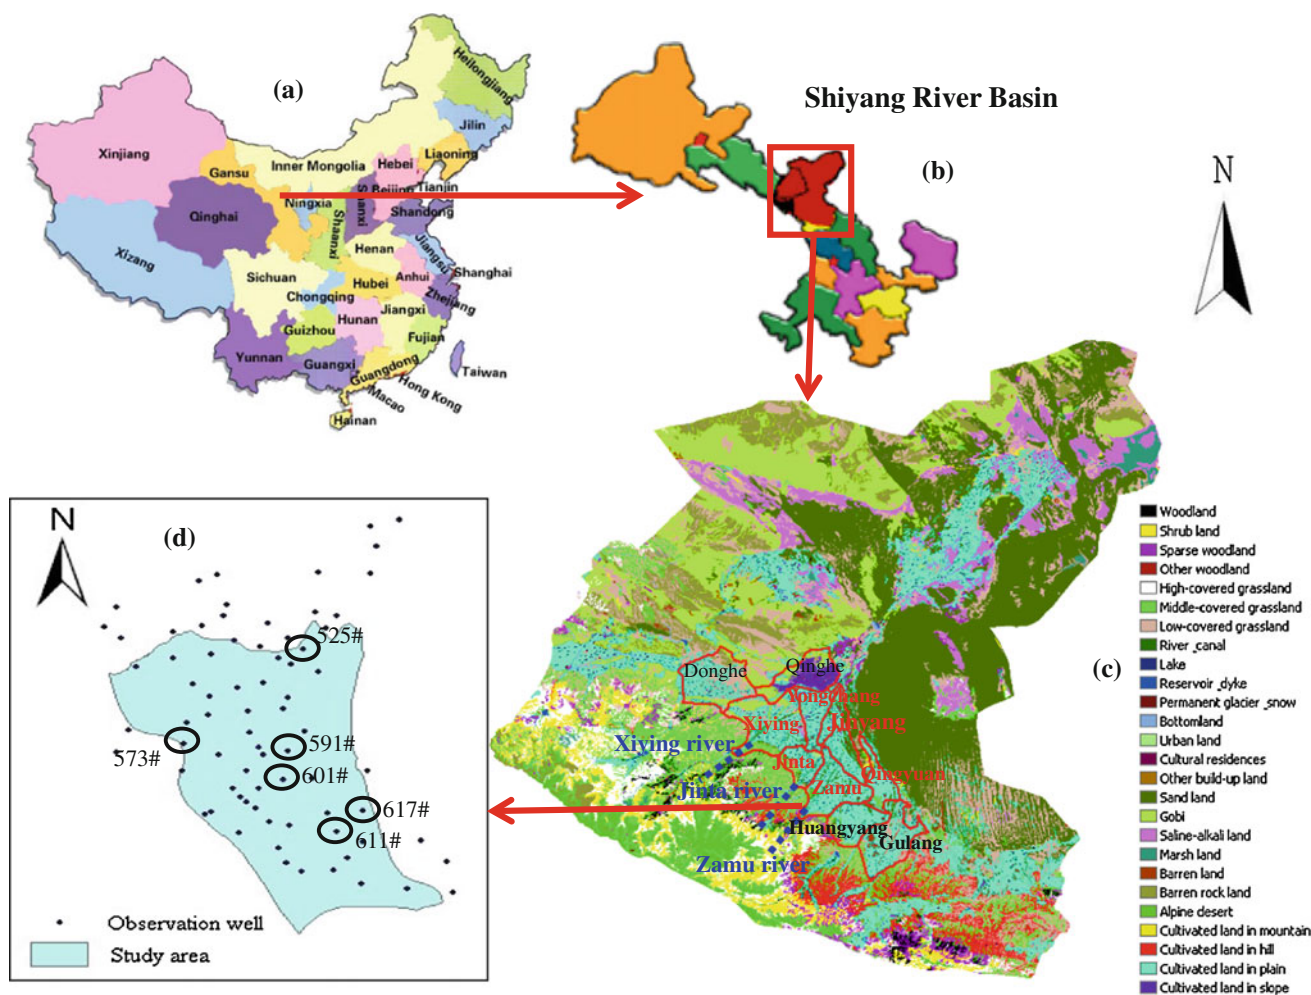 (a)
Heilongjiang
Jilin
Liaoning
Xinjiang
Gansu
Inner Mongolia
Hebei
Beijing
Tianjin
Ningxia
Shanxi
Shandong
Qinghai
Shaanxi
Henan
Jiangsu
Xizang
Sichuan
Hubei
Anhui
Shanghai
Chongqing
Zhejiang
Hunan
Jiangxi
Guizhou
Fujian
Yunnan
Guangxi
Guangdong
Taiwan
Hong Kong
Macao
Hainan
Shiyang River Basin
(b)
N
(c)
Donghe
Qinghe
Yongchang
Xiying
Jinyang
Xiying river
Jinta
Qingyuan
Jinta river
Zamu
Huangyang
Gulang
Zamu river
Woodland
Shrub land
Sparse woodland
Other woodland
High-covered grassland
Middle-covered grassland
Low-covered grassland
River_canal
Lake
Reservoir_dyke
Permanent glacier_snow
Bottomland
Urban land
Cultural residences
Other build-up land
Sand land
Gobi
Saline-alkali land
Marsh land
Barren land
Barren rock land
Alpine desert
Cultivated land in mountain
Cultivated land in hill
Cultivated land in plain
Cultivated land in slope
N
(d)
525#
573#
591#
601#
617#
611#
Observation well
Study area